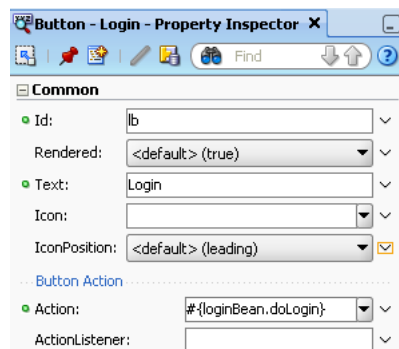 Button - Login - Property Inspector
Find
Common
Id: lb
Rendered: <default> (true)
Text: Login
Icon:
IconPosition: <default> (leading)
Button Action
Action: #{loginBean.doLogin}
ActionListener: